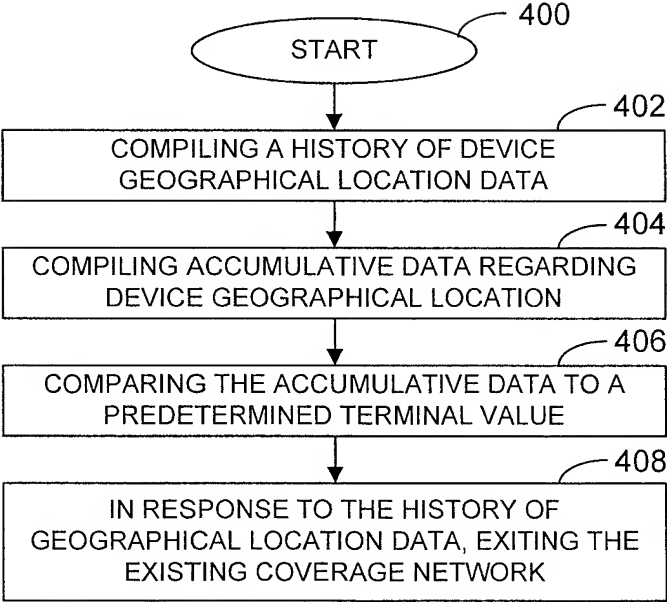 400
START
402
COMPILING A HISTORY OF DEVICE
GEOGRAPHICAL LOCATION DATA
404
COMPILING ACCUMULATIVE DATA REGARDING
DEVICE GEOGRAPHICAL LOCATION
406
COMPARING THE ACCUMULATIVE DATA TO A
PREDETERMINED TERMINAL VALUE
408
IN RESPONSE TO THE HISTORY OF
GEOGRAPHICAL LOCATION DATA, EXITING THE
EXISTING COVERAGE NETWORK